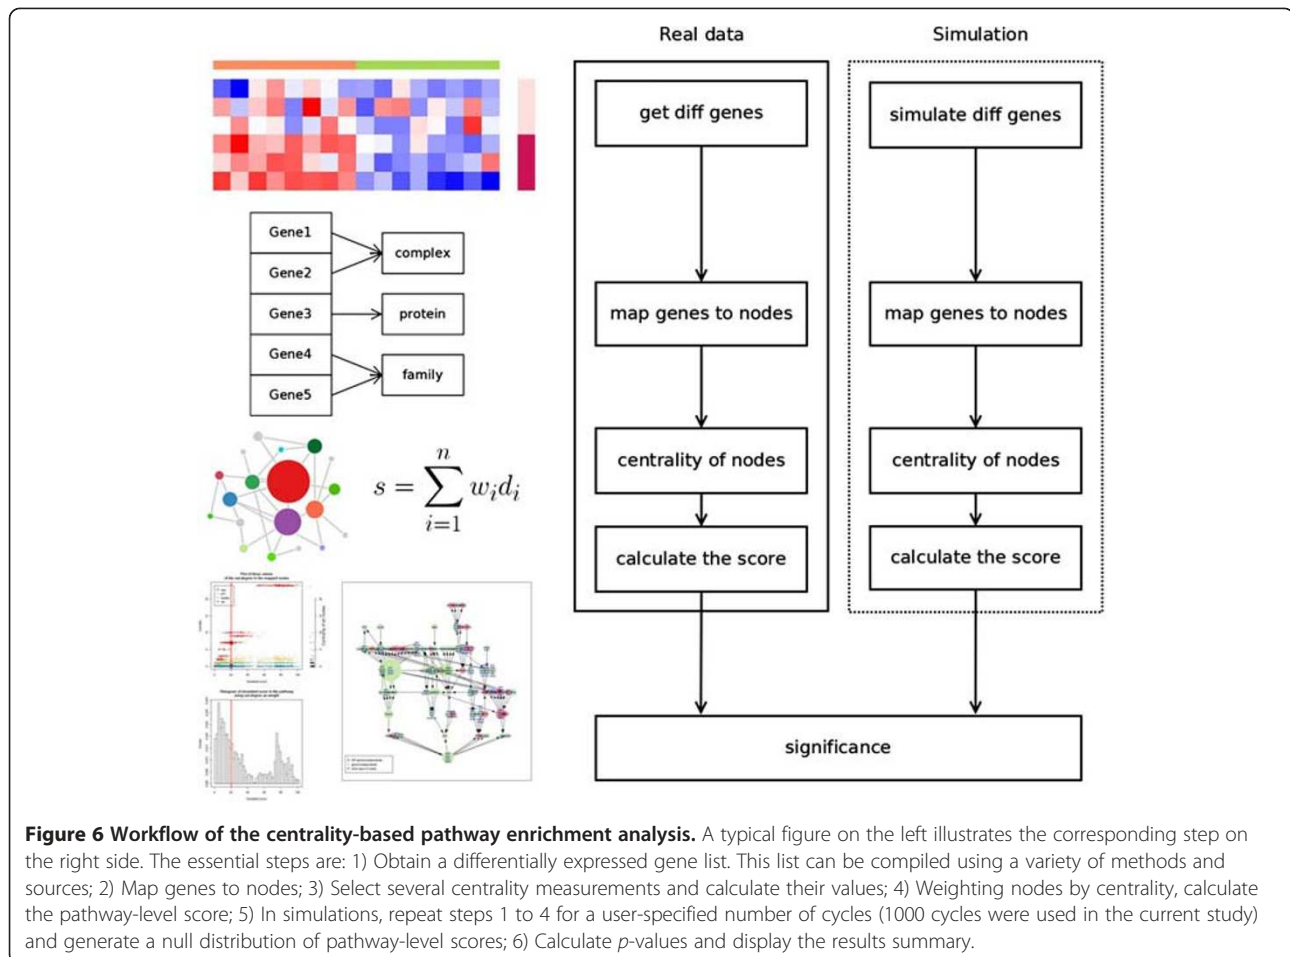 Real data
Simulation
get diff genes
simulate diff genes
Gene1
Gene2
Gene3
Gene4
Gene5
complex
protein
family
map genes to nodes
map genes to nodes
s = \sum_{i=1}^{n} w_i d_i
centrality of nodes
centrality of nodes
calculate the score
calculate the score
significance
Figure 6 Workflow of the centrality-based pathway enrichment analysis. A typical figure on the left illustrates the corresponding step on
the right side. The essential steps are: 1) Obtain a differentially expressed gene list. This list can be compiled using a variety of methods and
sources; 2) Map genes to nodes; 3) Select several centrality measurements and calculate their values; 4) Weighting nodes by centrality, calculate
the pathway-level score; 5) In simulations, repeat steps 1 to 4 for a user-specified number of cycles (1000 cycles were used in the current study)
and generate a null distribution of pathway-level scores; 6) Calculate p-values and display the results summary.